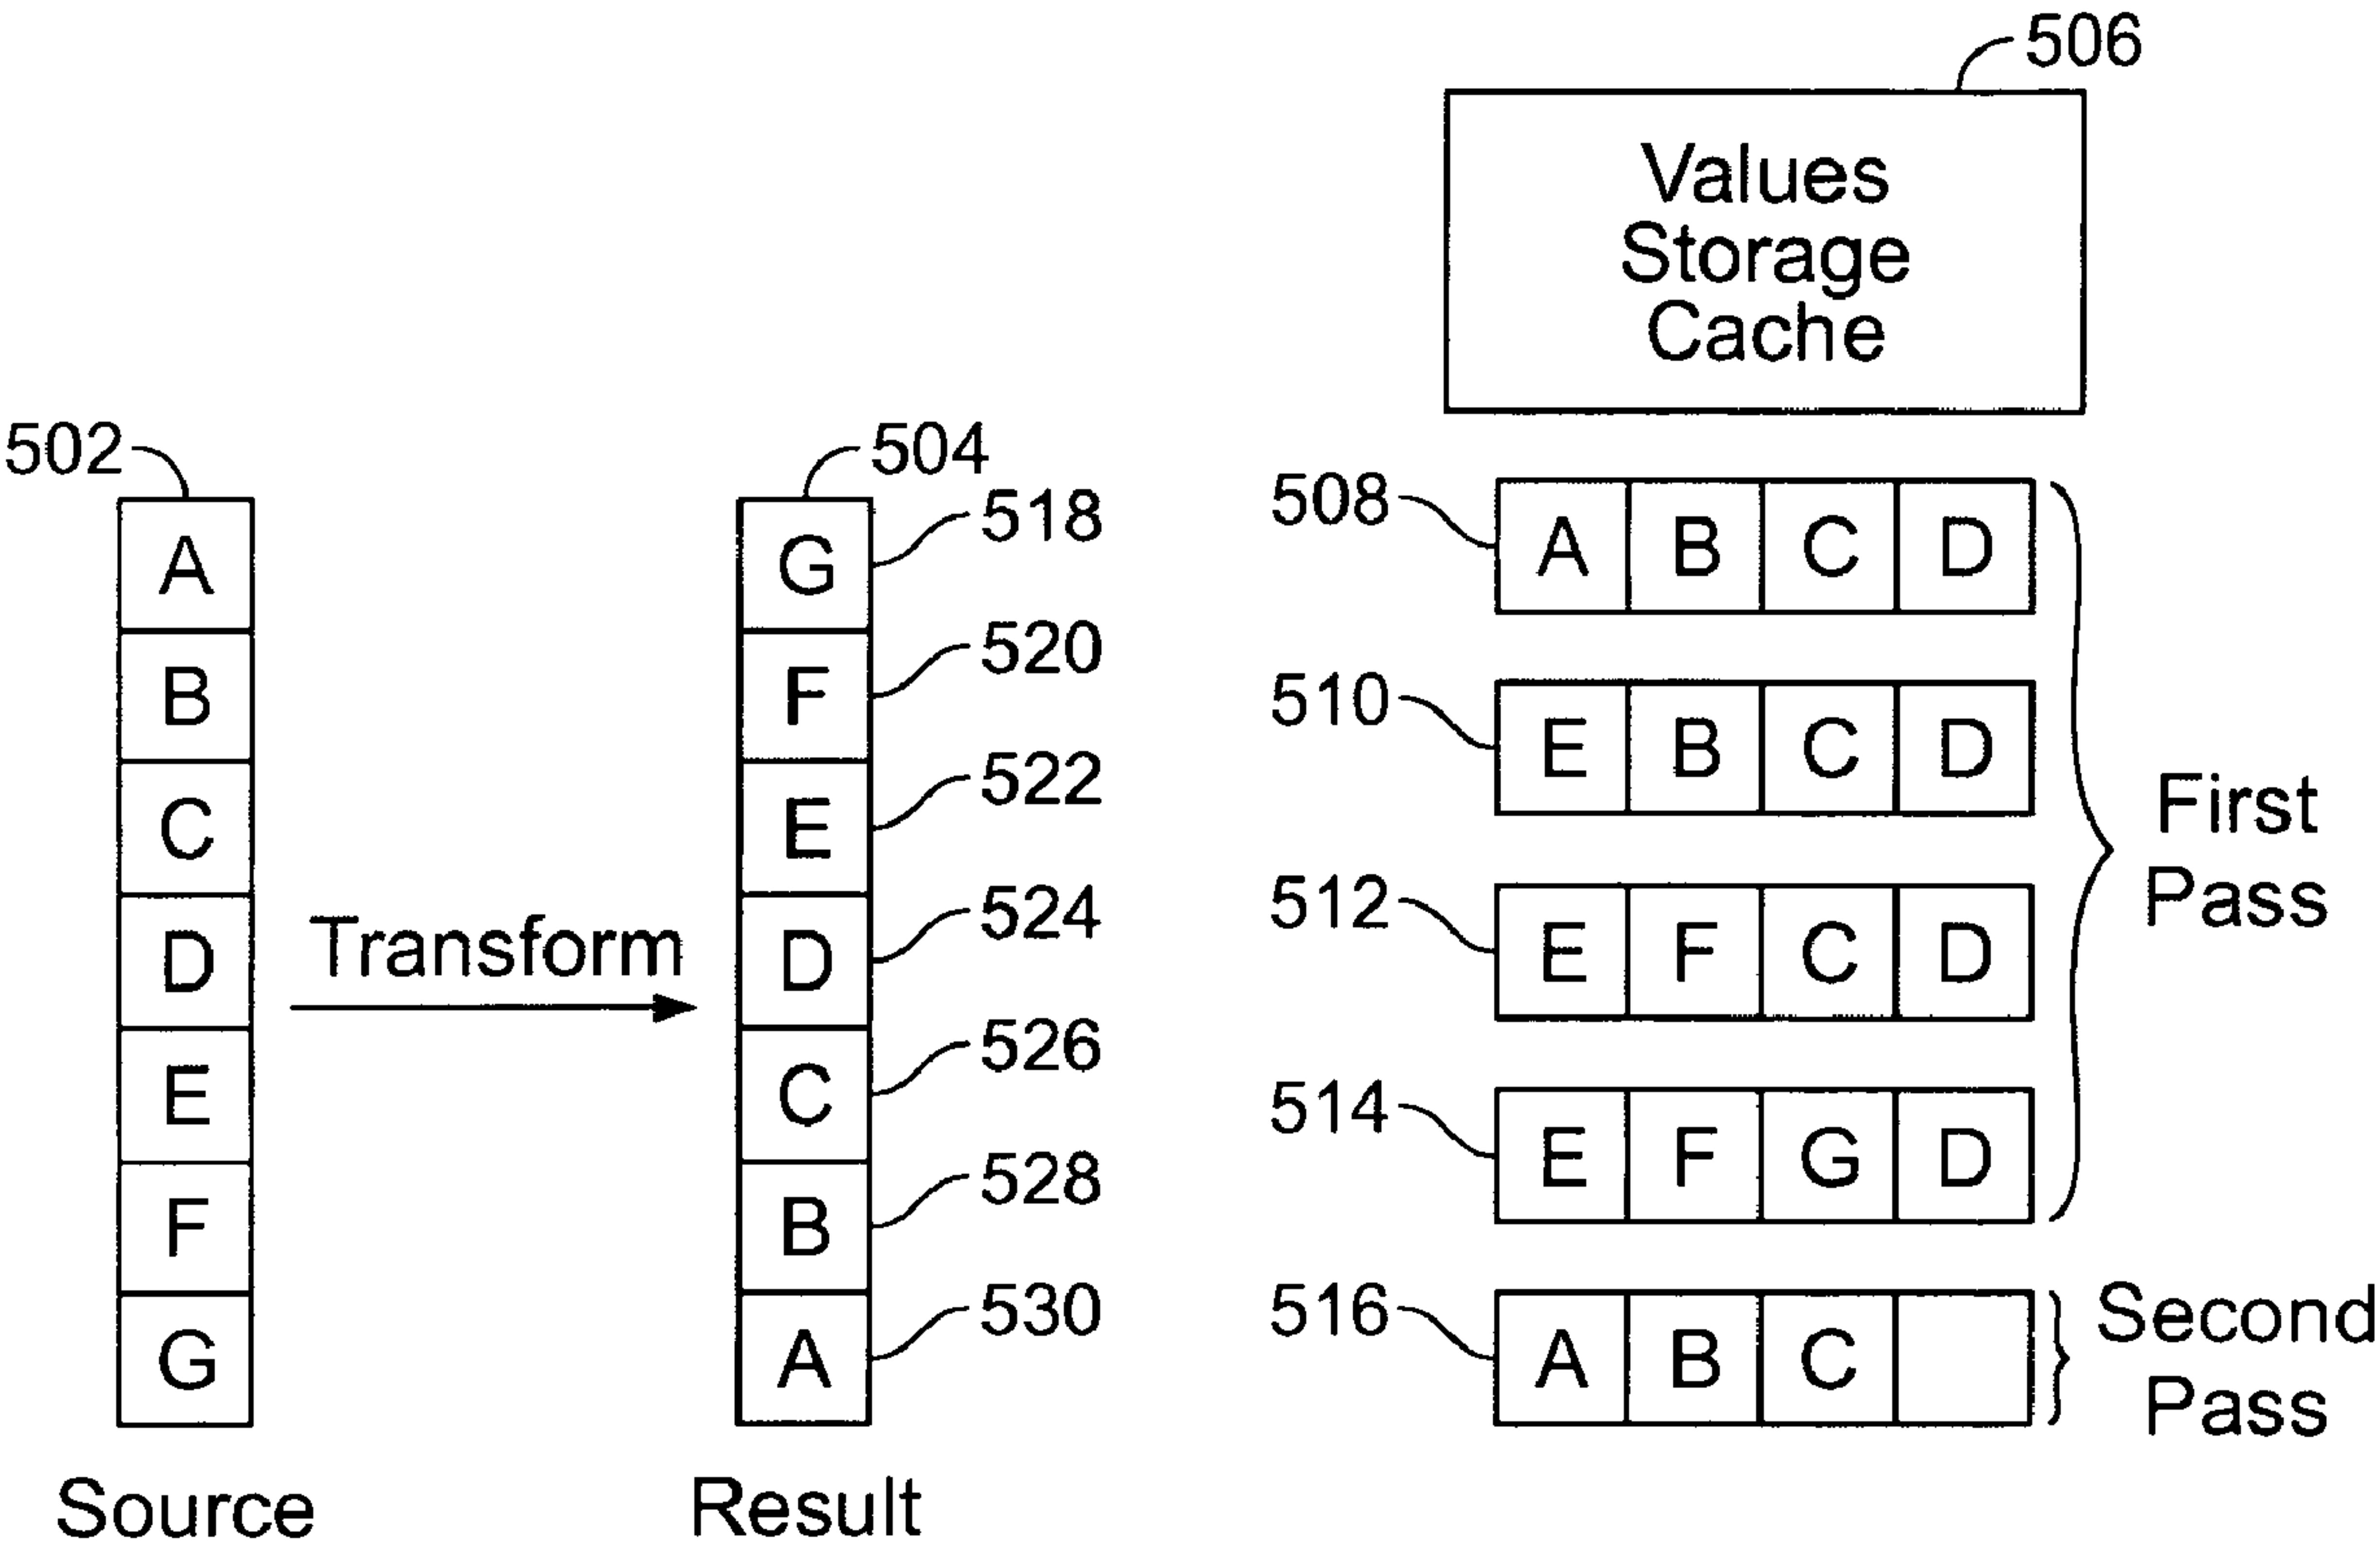 506
Values
Storage
Cache
502
A
B
C
D
E
F
G
Source
Transform
504
G 518
F 520
E 522
D 524
C 526
B 528
A 530
Result
508 A B C D
510 E B C D
512 E F C D
514 E F G D
First
Pass
516 A B C
Second
Pass